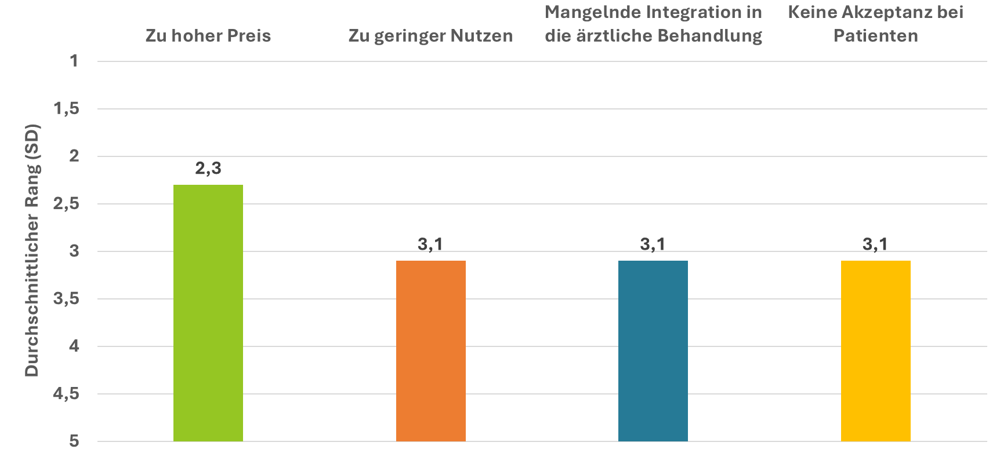 Zu hoher Preis
Zu geringer Nutzen
Mangelnde Integration in
die ärztliche Behandlung
Keine Akzeptanz bei
Patienten
Durchschnittlicher Rang (SD)
1
1,5
2
2,5
3
3,5
4
4,5
5
2,3
3,1
3,1
3,1